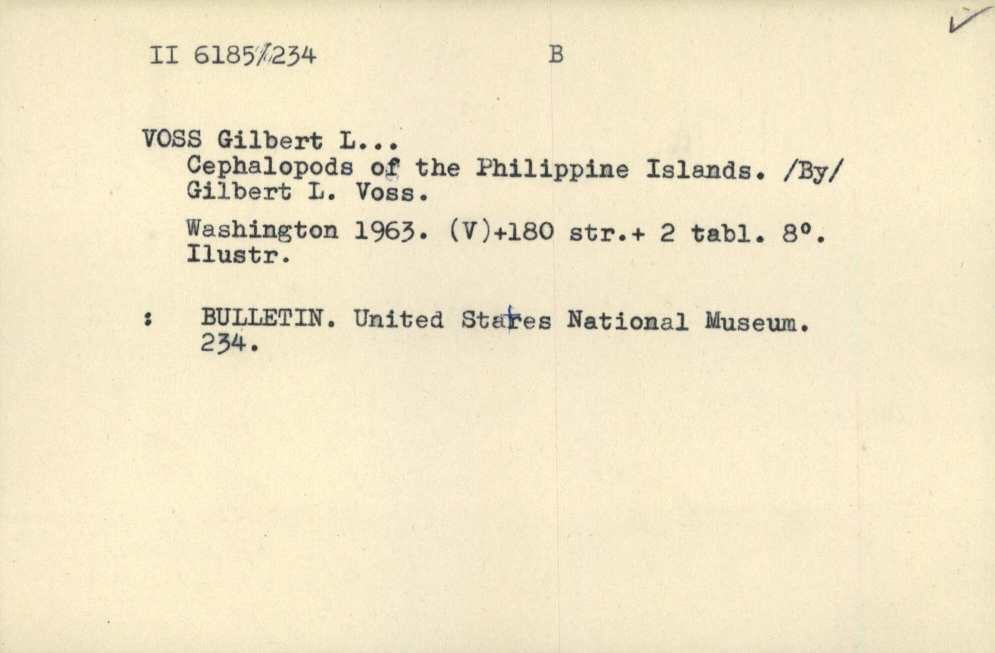 II 6185/234 B
VOSS Gilbert L...
Cephalopods of the Philippine Islands. /By/
Gilbert L. Voss.
Washington 1963. (V)+180 str.+ 2 tabl. 8°.
Ilustr.
: BULLETIN. United States National Museum.
234.